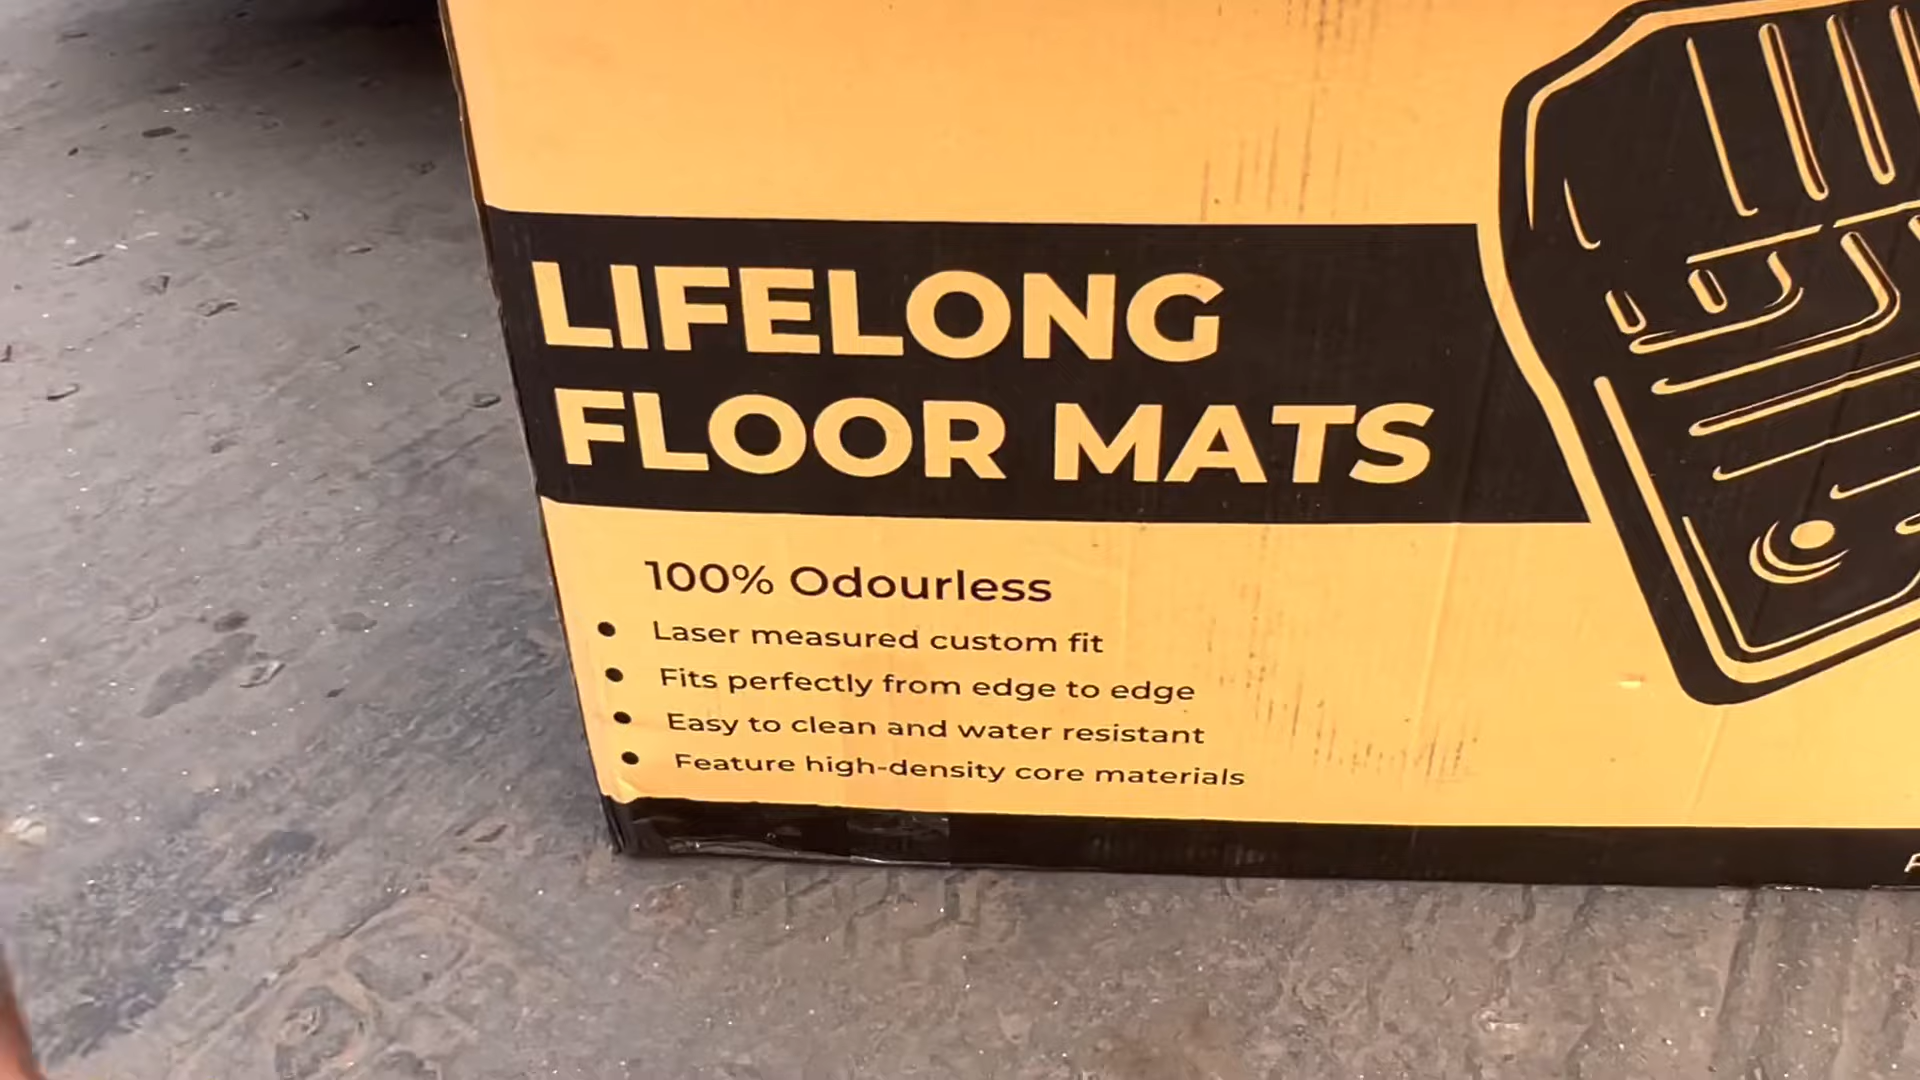 LIFELONG
FLOOR MATS
100% Odourless
Laser measured custom fit
Fits perfectly from edge to edge
Easy to clean and water resistant
Feature high-density core materials